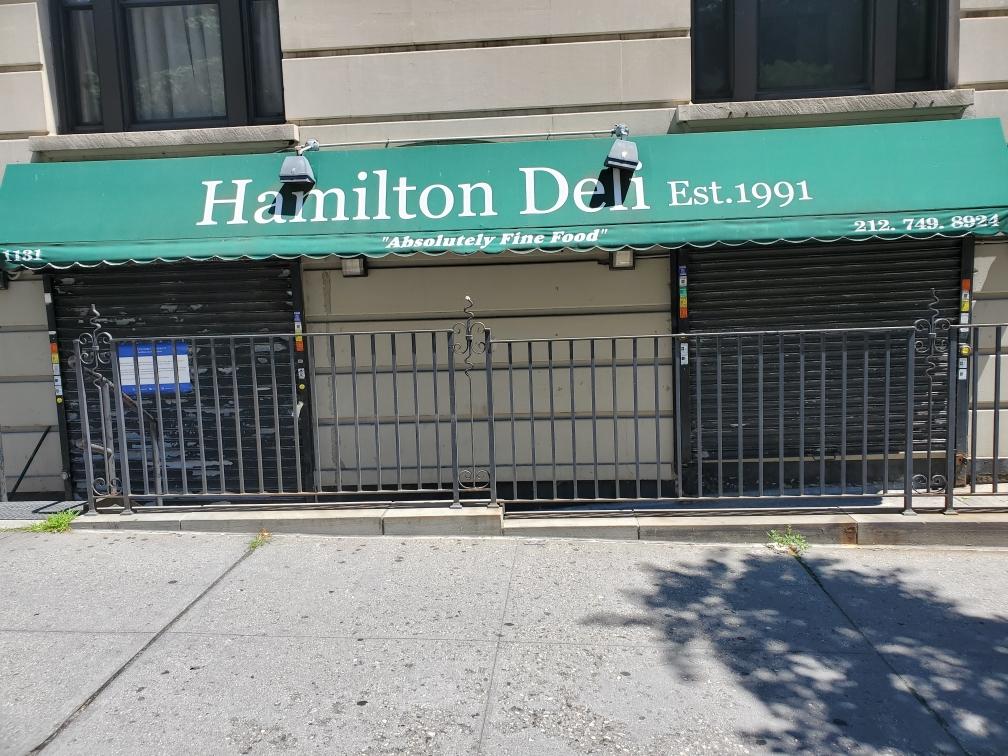 Hamilton Deli Est.1991
"Absolutely Fine Food"
1131
212. 749. 8924